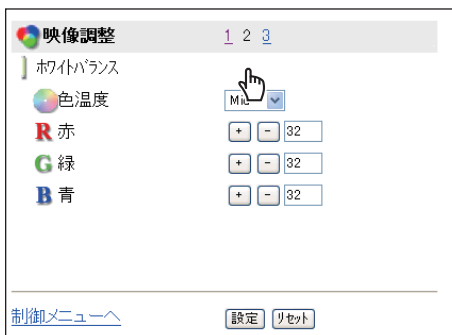 映像調整 1 2 3
ホワイトバランス
色温度
R 赤 + - 32
G 緑 + - 32
B 青 + - 32
制御メニューへ 設定 リセット